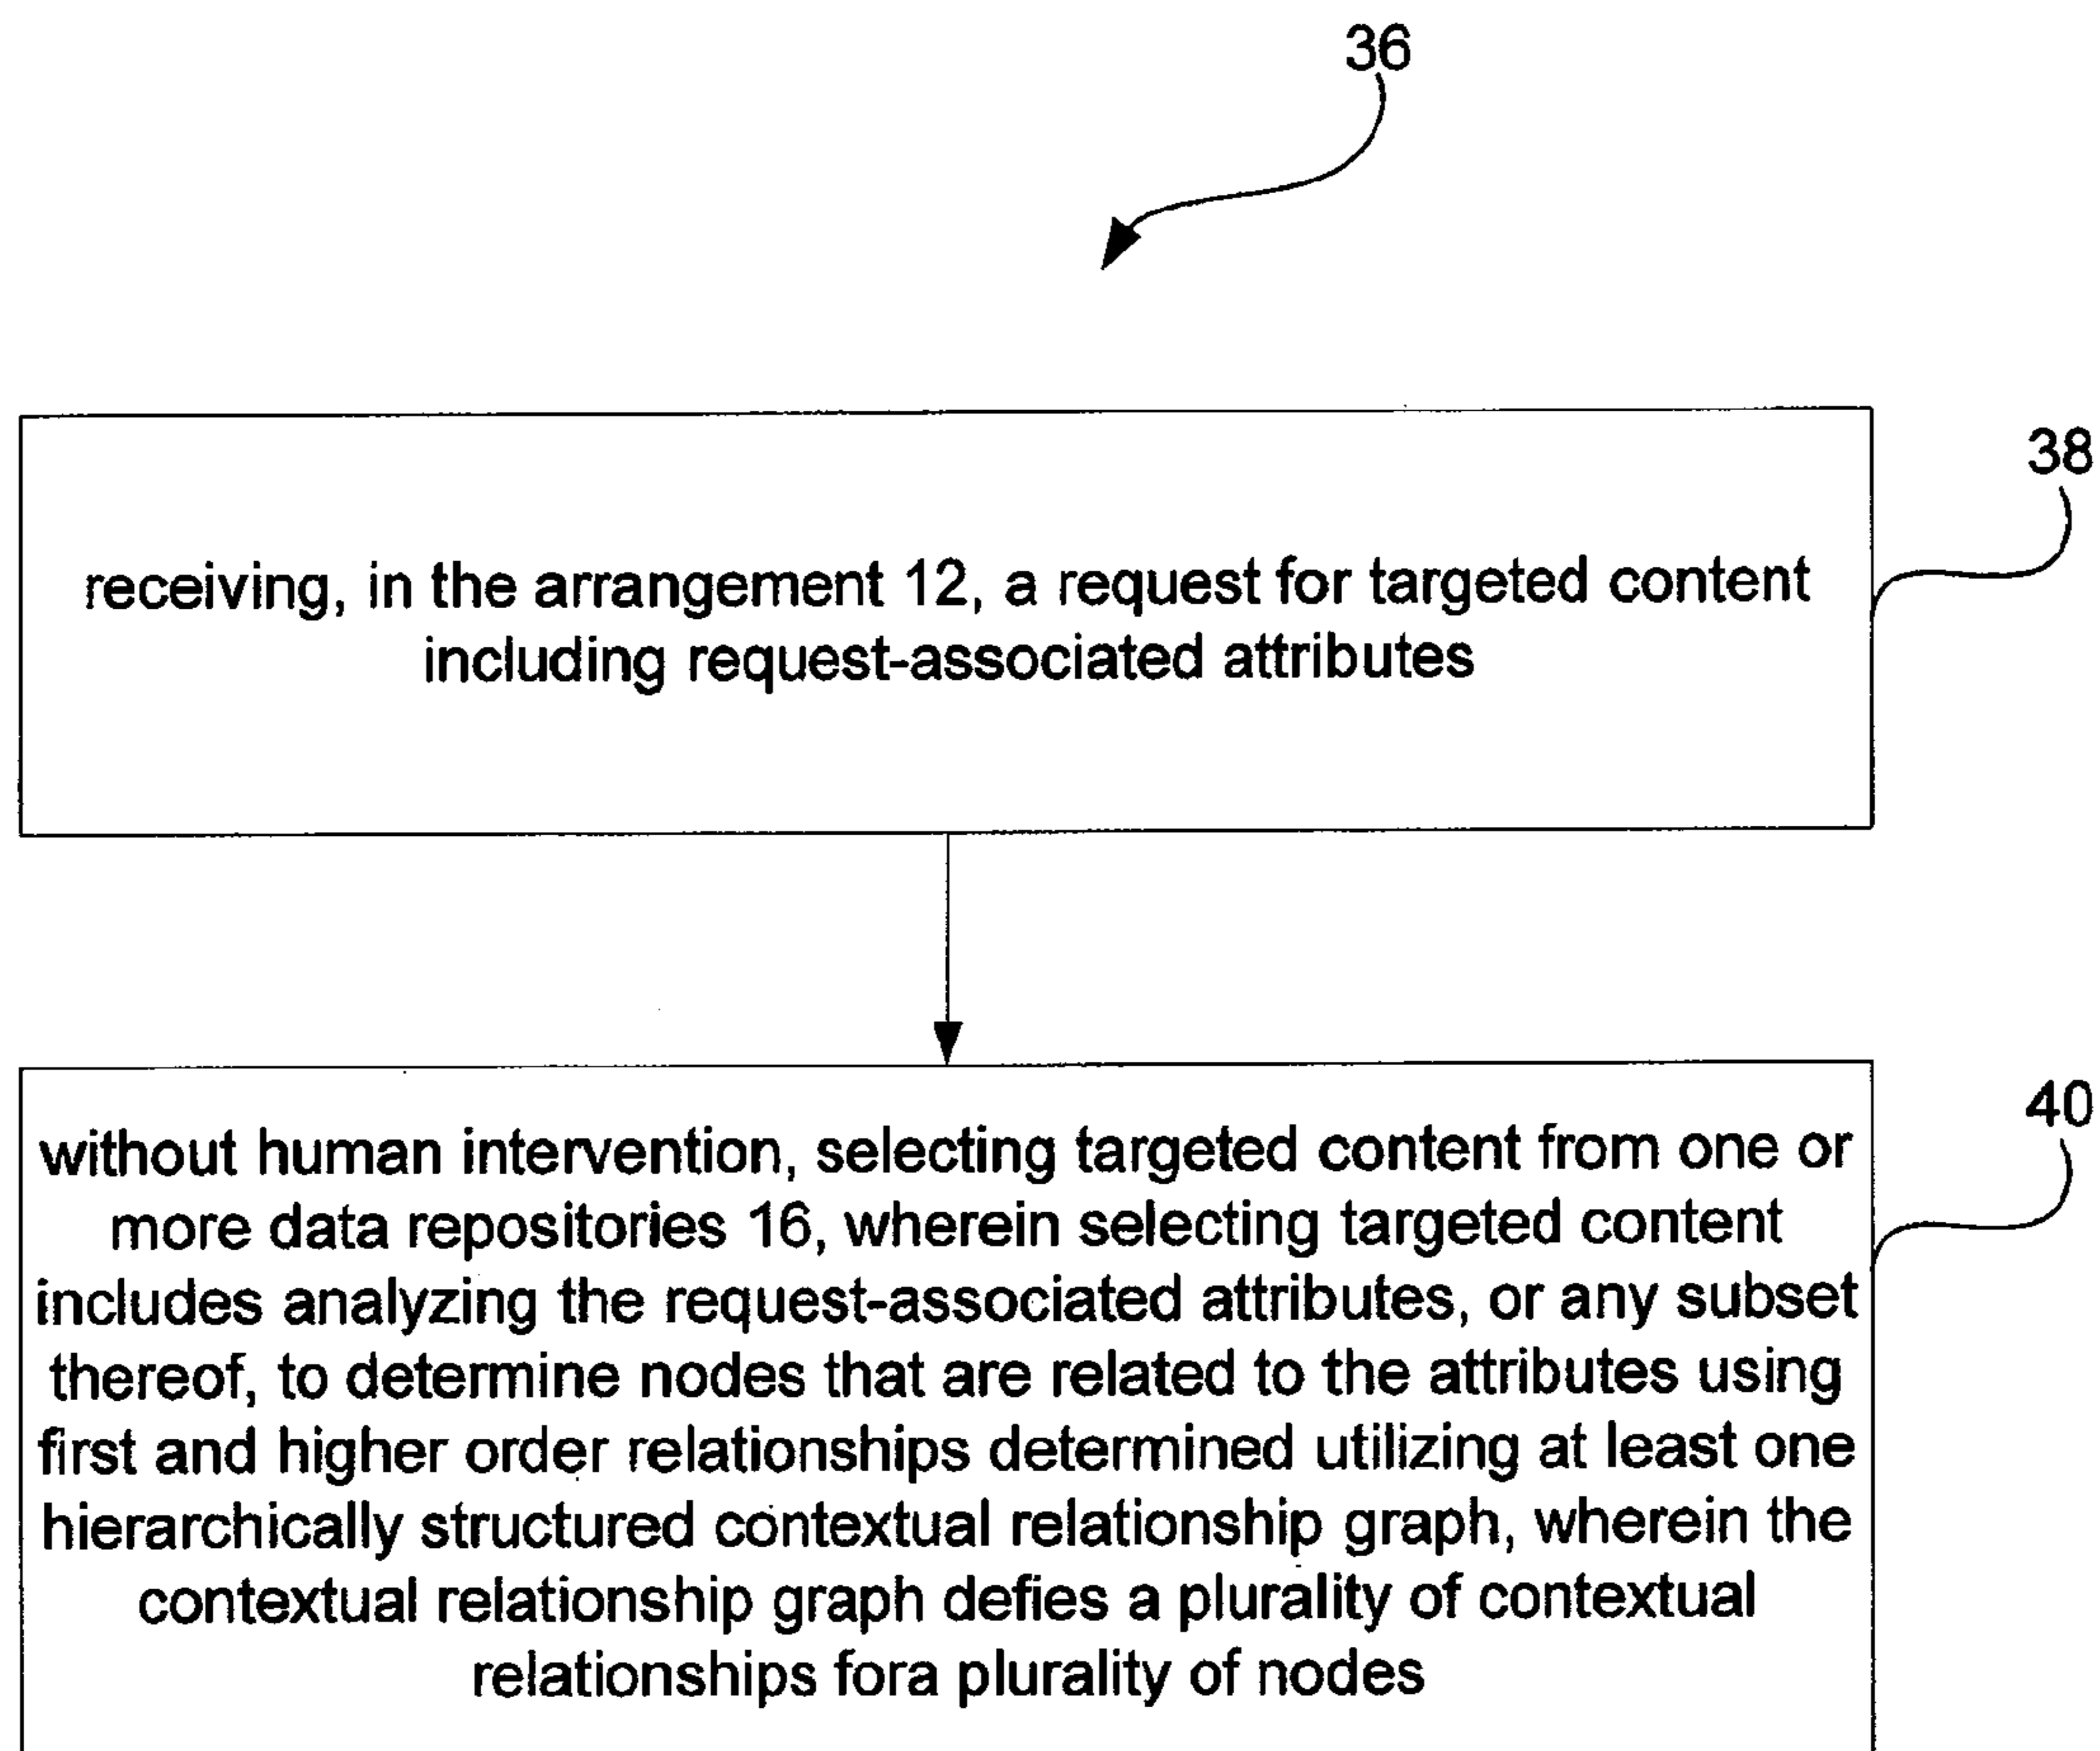 36
38
receiving, in the arrangement 12, a request for targeted content
including request-associated attributes
40
without human intervention, selecting targeted content from one or
more data repositories 16, wherein selecting targeted content
includes analyzing the request-associated attributes, or any subset
thereof, to determine nodes that are related to the attributes using
first and higher order relationships determined utilizing at least one
hierarchically structured contextual relationship graph, wherein the
contextual relationship graph defies a plurality of contextual
relationships fora plurality of nodes